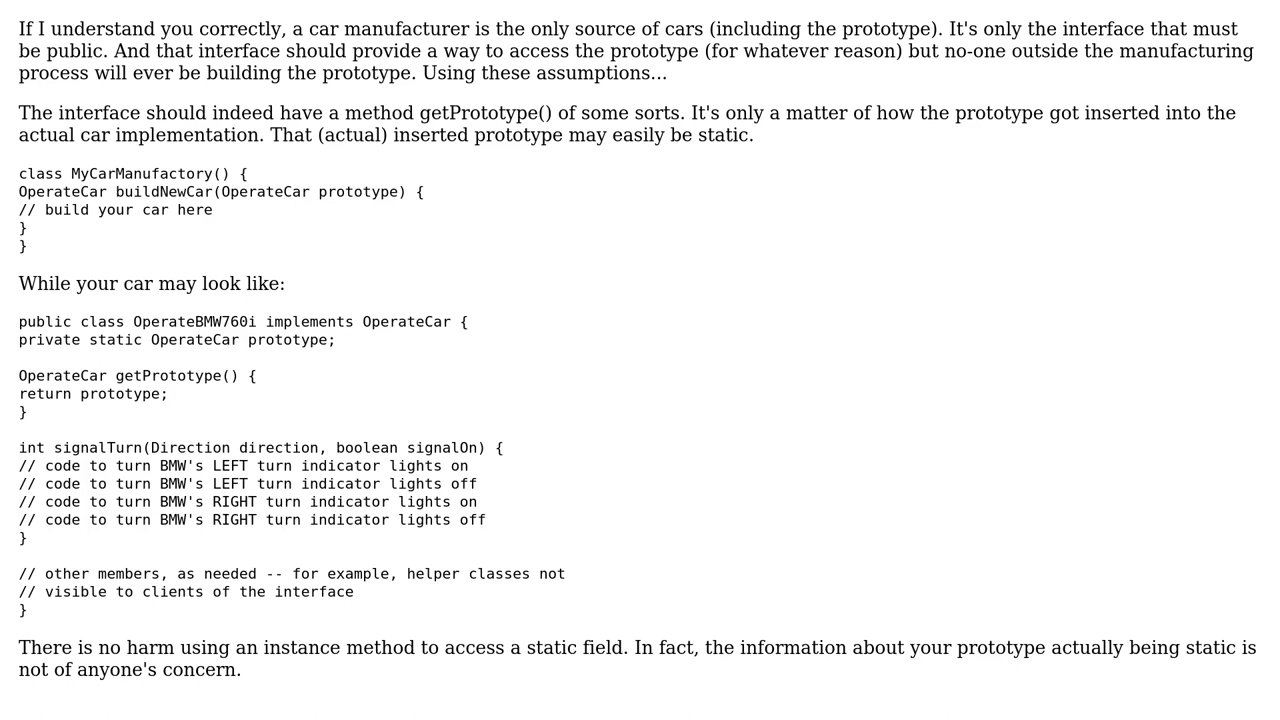 If I understand you correctly, a car manufacturer is the only source of cars (including the prototype). It's only the interface that must
be public. And that interface should provide a way to access the prototype (for whatever reason) but no-one outside the manufacturing
process will ever be building the prototype. Using these assumptions...
The interface should indeed have a method getPrototype() of some sorts. It's only a matter of how the prototype got inserted into the
actual car implementation. That (actual) inserted prototype may easily be static.
class MyCarManufactory() {
OperateCar buildNewCar(OperateCar prototype) {
// build your car here
}
}
While your car may look like:
public class OperateBMW760i implements OperateCar {
private static OperateCar prototype;
OperateCar getPrototype() {
return prototype;
}
int signalTurn(Direction direction, boolean signalOn) {
// code to turn BMW's LEFT turn indicator lights on
// code to turn BMW's LEFT turn indicator lights off
// code to turn BMW's RIGHT turn indicator lights on
// code to turn BMW's RIGHT turn indicator lights off
}
// other members, as needed -- for example, helper classes not
// visible to clients of the interface
}
There is no harm using an instance method to access a static field. In fact, the information about your prototype actually being static is
not of anyone's concern.